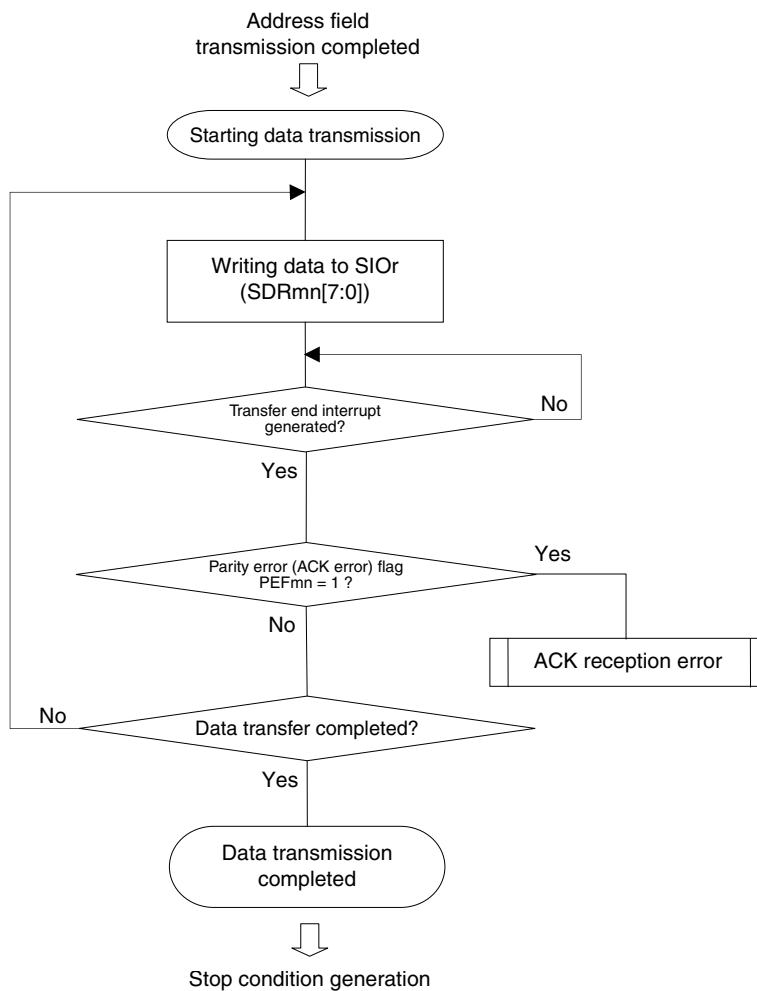 Address field
transmission completed
Starting data transmission
Writing data to SIOr
(SDRmn[7:0])
Transfer end interrupt
generated?
No
Yes
Parity error (ACK error) flag
PEFmn = 1 ?
Yes
No
ACK reception error
Data transfer completed?
No
Yes
Data transmission
completed
Stop condition generation